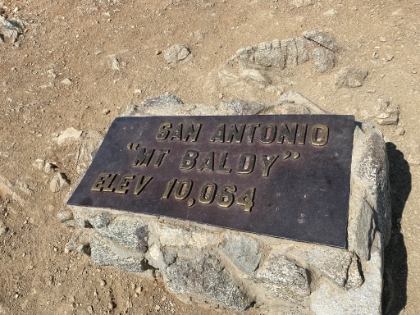 SAN ANTONIO
"MT BALDY"
ELEV 10,064